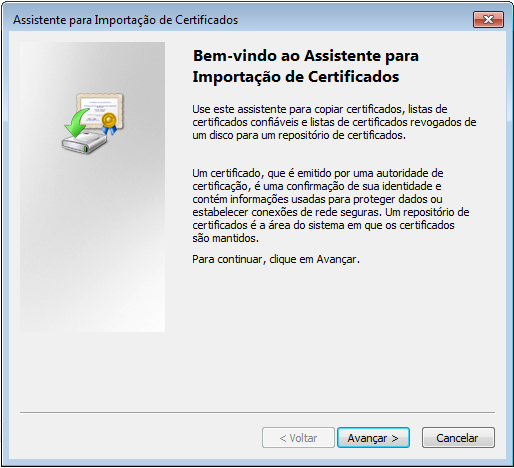 Assistente para Importação de Certificados
Bem-vindo ao Assistente para
Importação de Certificados
Use este assistente para copiar certificados, listas de
certificados confiáveis e listas de certificados revogados de
um disco para um repositório de certificados.
Um certificado, que é emitido por uma autoridade de
certificação, é uma confirmação de sua identidade e
contém informações usadas para proteger dados ou
estabelecer conexões de rede seguras. Um repositório de
certificados é a área do sistema em que os certificados
são mantidos.
Para continuar, clique em Avançar.
< Voltar
Avançar >
Cancelar